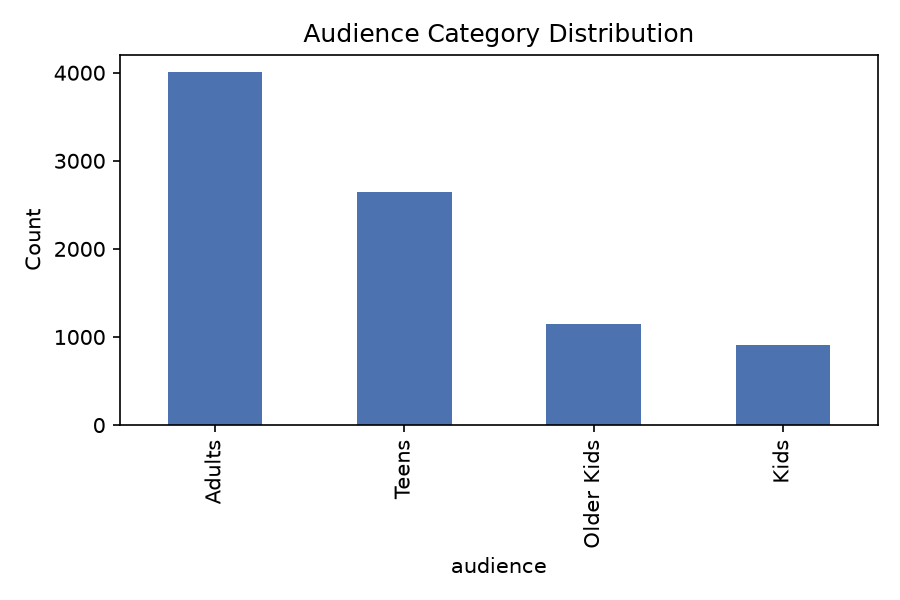 Audience Category Distribution
4000
3000
2000
1000
0
Count
Adults
Teens
Older Kids
Kids
audience